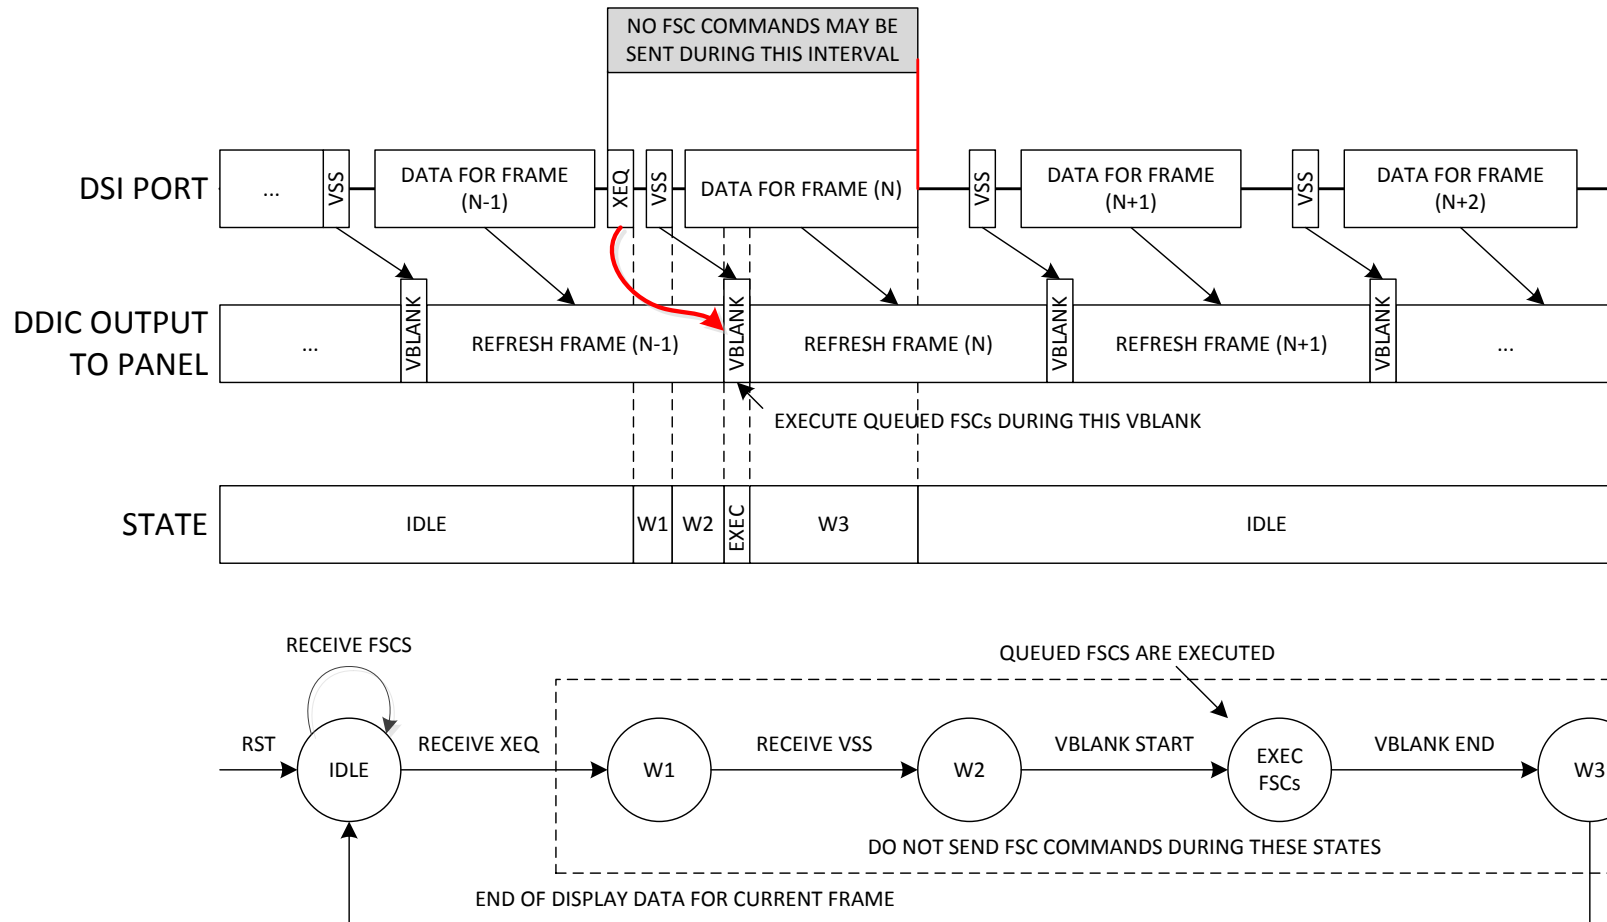 NO FSC COMMANDS MAY BE
SENT DURING THIS INTERVAL
DSI PORT
...
VSS
DATA FOR FRAME
(N-1)
XEQ
VSS
DATA FOR FRAME (N)
VSS
DATA FOR FRAME
(N+1)
VSS
DATA FOR FRAME
(N+2)
DDIC OUTPUT
TO PANEL
...
VBLANK
REFRESH FRAME (N-1)
VBLANK
REFRESH FRAME (N)
VBLANK
REFRESH FRAME (N+1)
VBLANK
...
EXECUTE QUEUED FSCs DURING THIS VBLANK
STATE
IDLE
W1
W2
EXEC
W3
IDLE
RECEIVE FSCS
QUEUED FSCS ARE EXECUTED
RST
IDLE
RECEIVE XEQ
W1
RECEIVE VSS
W2
VBLANK START
EXEC
FSCs
VBLANK END
W3
DO NOT SEND FSC COMMANDS DURING THESE STATES
END OF DISPLAY DATA FOR CURRENT FRAME